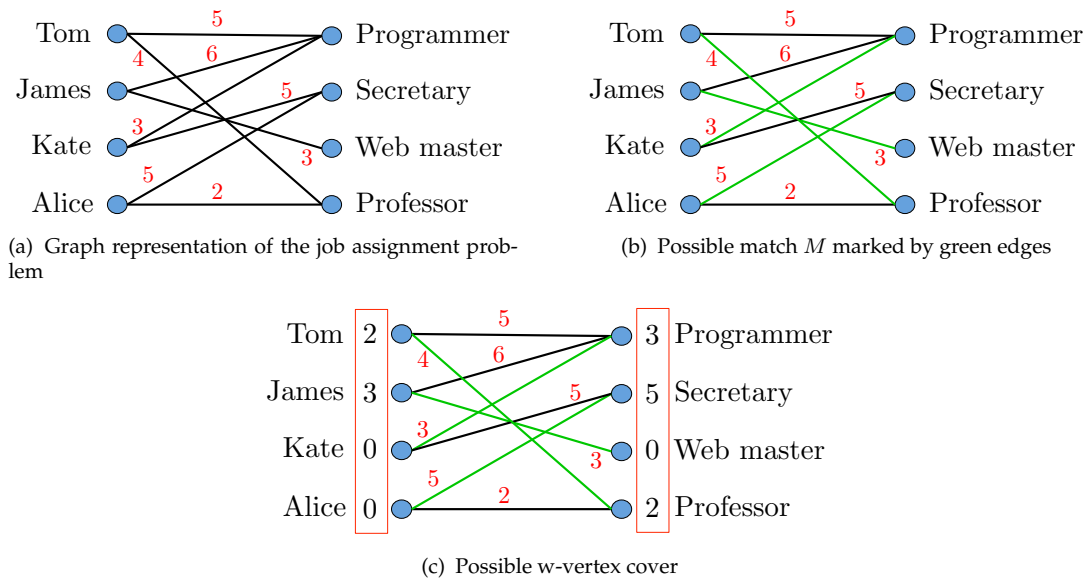 Tom 5 Programmer
4 6
James 5 Secretary
Kate 3 Web master
5 3
Alice 2 Professor
(a) Graph representation of the job assignment prob-
lem
Tom 5 Programmer
4 6
James 5 Secretary
Kate 3 Web master
5 3
Alice 2 Professor
(b) Possible match M marked by green edges
Tom 2 5 3 Programmer
4 6
James 3 5 5 Secretary
Kate 0 3 0 Web master
5 3
Alice 0 2 2 Professor
(c) Possible w-vertex cover